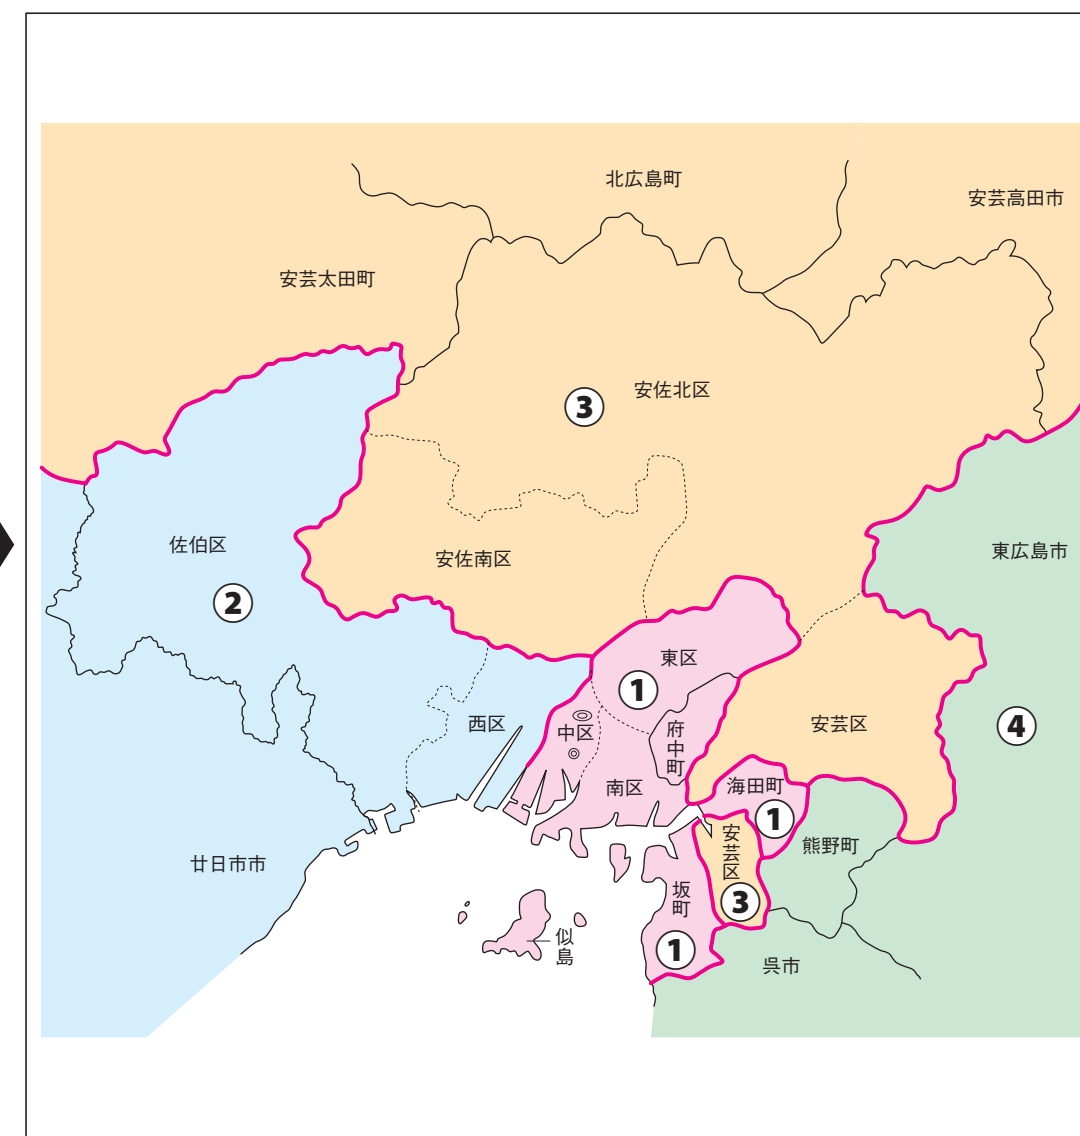 北広島町
安芸高田市
安芸太田町
3
安佐北区
佐伯区
安佐南区
東広島市
2
東区
1
西区
中区
府中町
安芸区
4
南区
海田町
1
安芸区
熊野町
廿日市市
坂町
3
似島
1
呉市